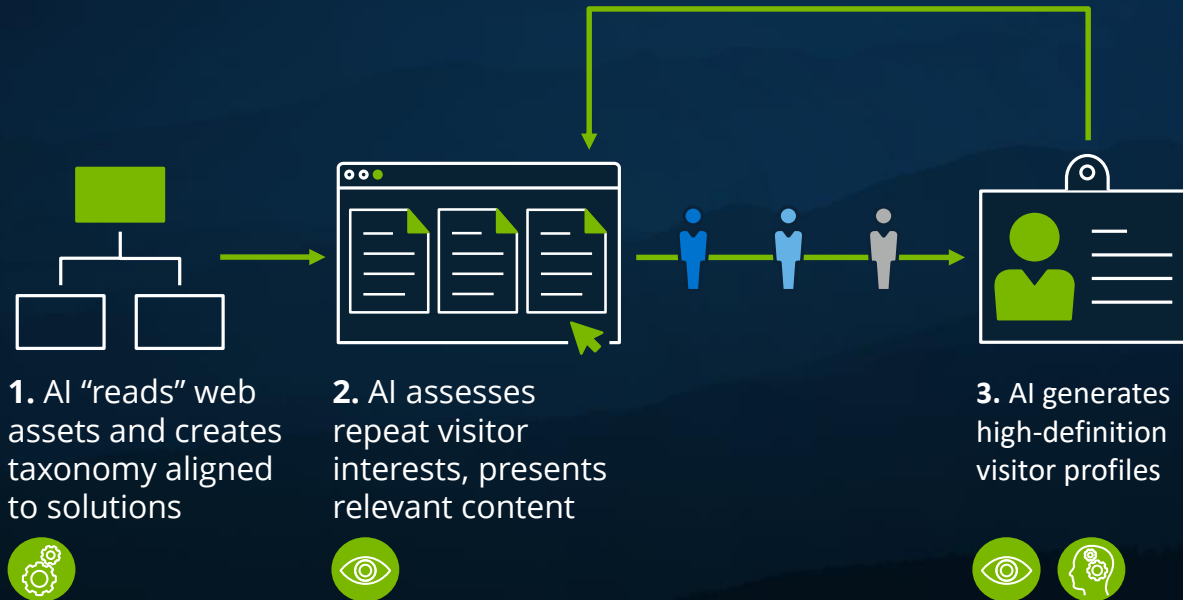 1. AI “reads” web
assets and creates
taxonomy aligned
to solutions
2. AI assesses
repeat visitor
interests, presents
relevant content
3. AI generates
high-definition
visitor profiles